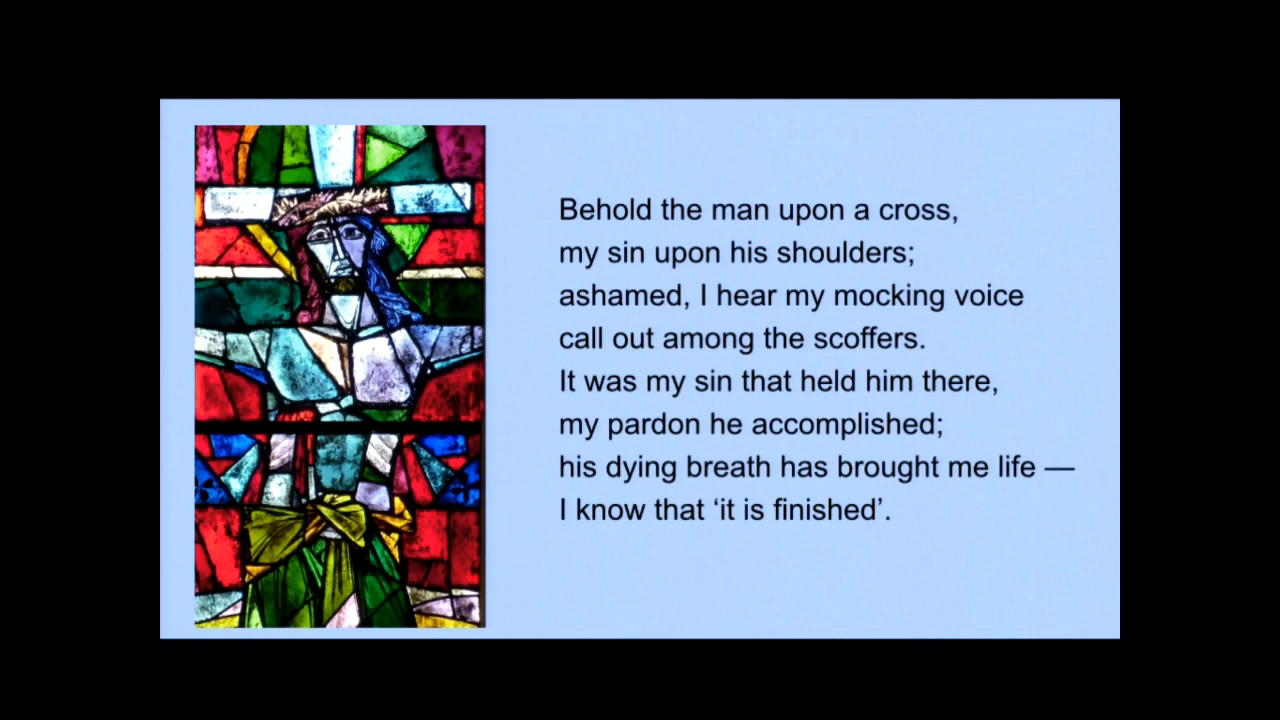 Behold the man upon a cross,
my sin upon his shoulders;
ashamed, I hear my mocking voice
call out among the scoffers.
It was my sin that held him there,
my pardon he accomplished;
his dying breath has brought me life —
I know that ‘it is finished’.